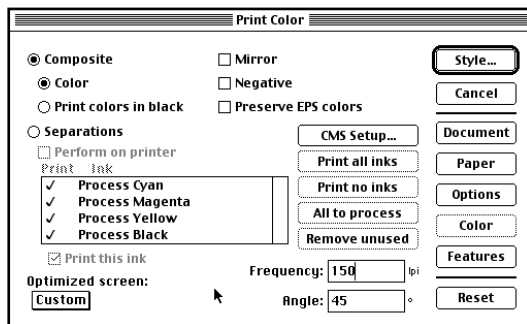 Print Color
Composite
Color
Print colors in black
Separations
Perform on printer
Print Ink
✓ Process Cyan
✓ Process Magenta
✓ Process Yellow
✓ Process Black
Print this ink
Optimized screen:
Custom
Mirror
Negative
Preserve EPS colors
CMS Setup...
Print all inks
Print no inks
All to process
Remove unused
Frequency: 150 lpi
Angle: 45 °
Style...
Cancel
Document
Paper
Options
Color
Features
Reset